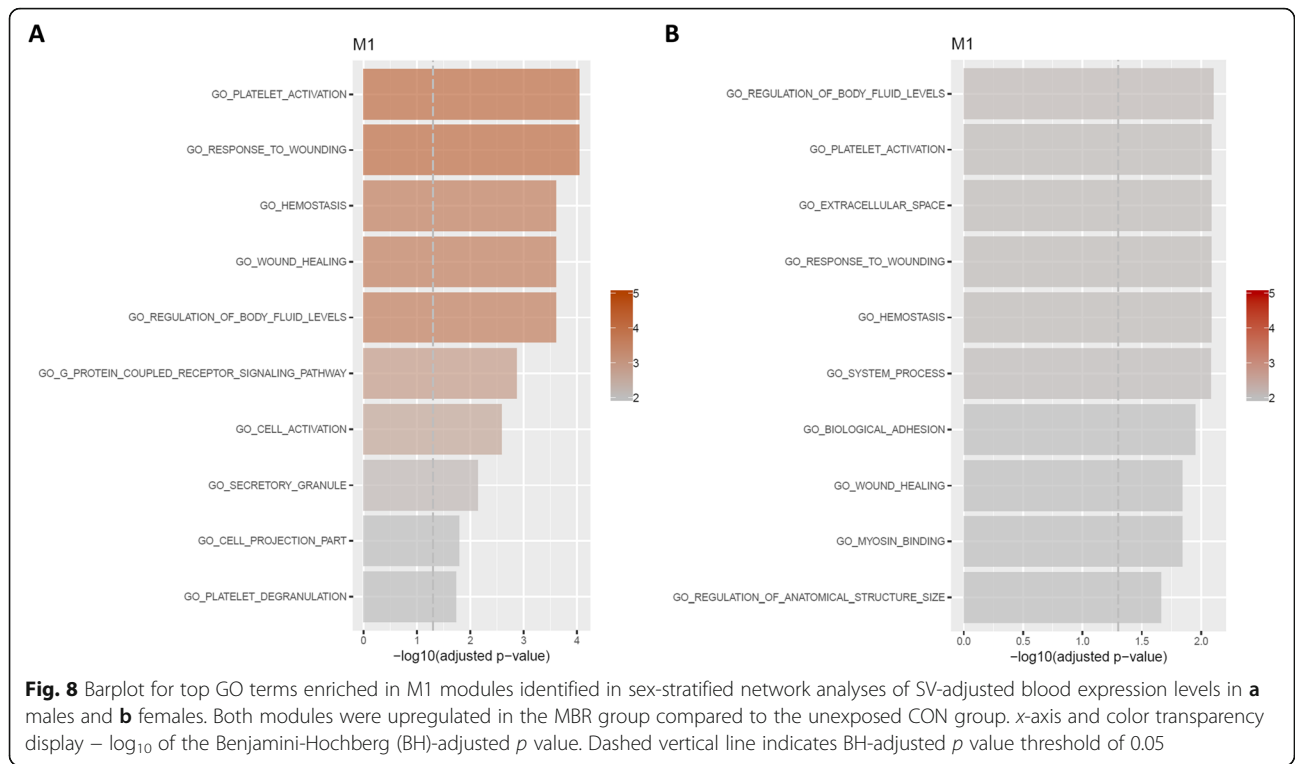 A
M1
GO_PLATELET_ACTIVATION
GO_RESPONSE_TO_WOUNDING
GO_HEMOSTASIS
GO_WOUND_HEALING
GO_REGULATION_OF_BODY_FLUID_LEVELS
GO_G_PROTEIN_COUPLED_RECEPTOR_SIGNALING_PATHWAY
GO_CELL_ACTIVATION
GO_SECRETORY_GRANULE
GO_CELL_PROJECTION_PART
GO_PLATELET_DEGRANULATION
0 1 2 3 4
−log10(adjusted p−value)
5
4
3
2
B
M1
GO_REGULATION_OF_BODY_FLUID_LEVELS
GO_PLATELET_ACTIVATION
GO_EXTRACELLULAR_SPACE
GO_RESPONSE_TO_WOUNDING
GO_HEMOSTASIS
GO_SYSTEM_PROCESS
GO_BIOLOGICAL_ADHESION
GO_WOUND_HEALING
GO_MYOSIN_BINDING
GO_REGULATION_OF_ANATOMICAL_STRUCTURE_SIZE
0.0 0.5 1.0 1.5 2.0
−log10(adjusted p−value)
5
4
3
2
Fig. 8 Barplot for top GO terms enriched in M1 modules identified in sex-stratified network analyses of SV-adjusted blood expression levels in a
males and b females. Both modules were upregulated in the MBR group compared to the unexposed CON group. x-axis and color transparency
display − log10 of the Benjamini-Hochberg (BH)-adjusted p value. Dashed vertical line indicates BH-adjusted p value threshold of 0.05